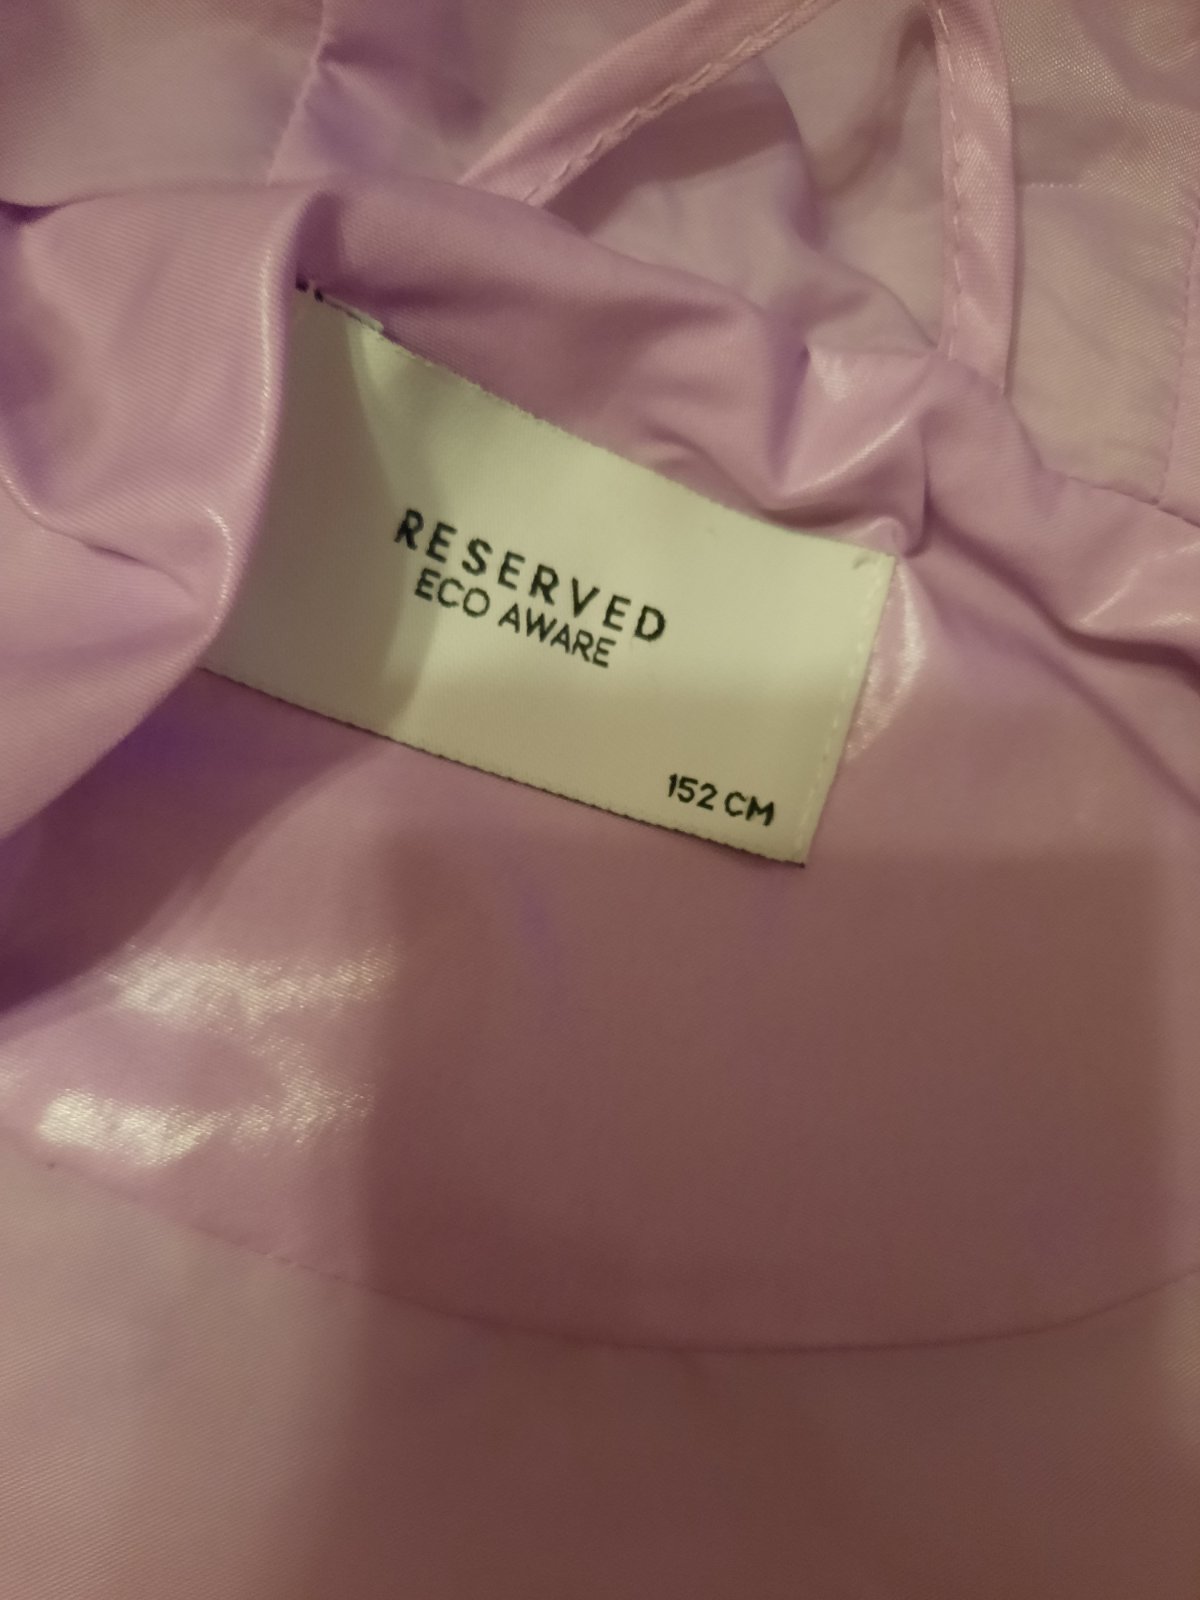 RESERVED
ECO AWARE
152 CM